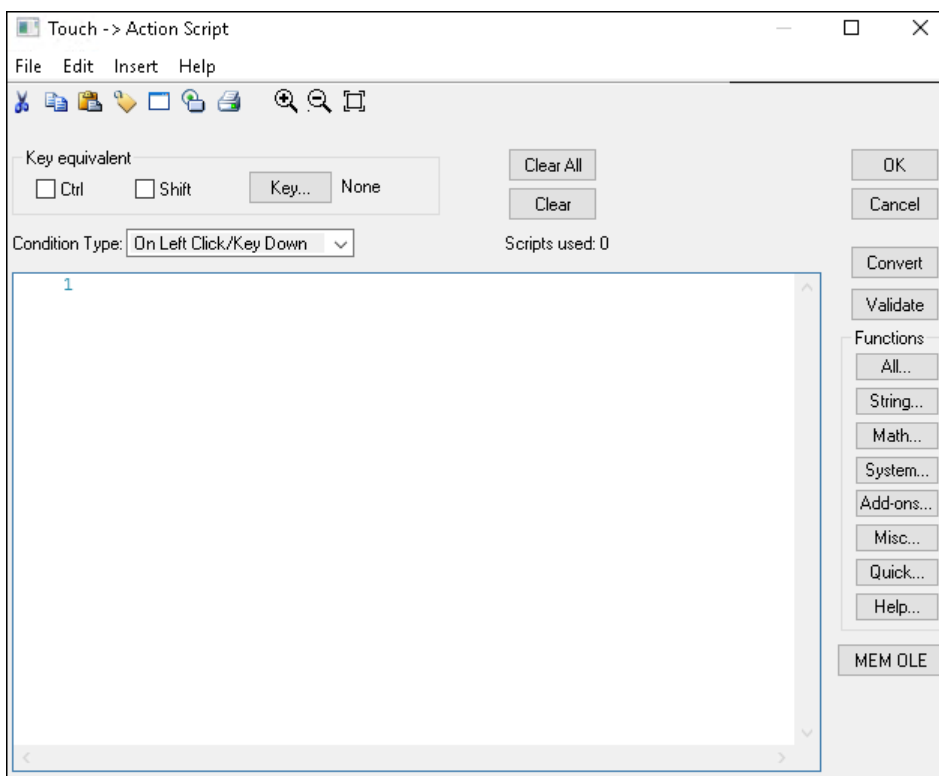 Touch -> Action Script
File Edit Insert Help
Key equivalent
Ctrl Shift Key... None
Clear All
Clear
OK
Cancel
Condition Type: On Left Click/Key Down
Scripts used: 0
Convert
Validate
1
Functions
All...
String...
Math...
System...
Add-ons...
Misc...
Quick...
Help...
MEM OLE